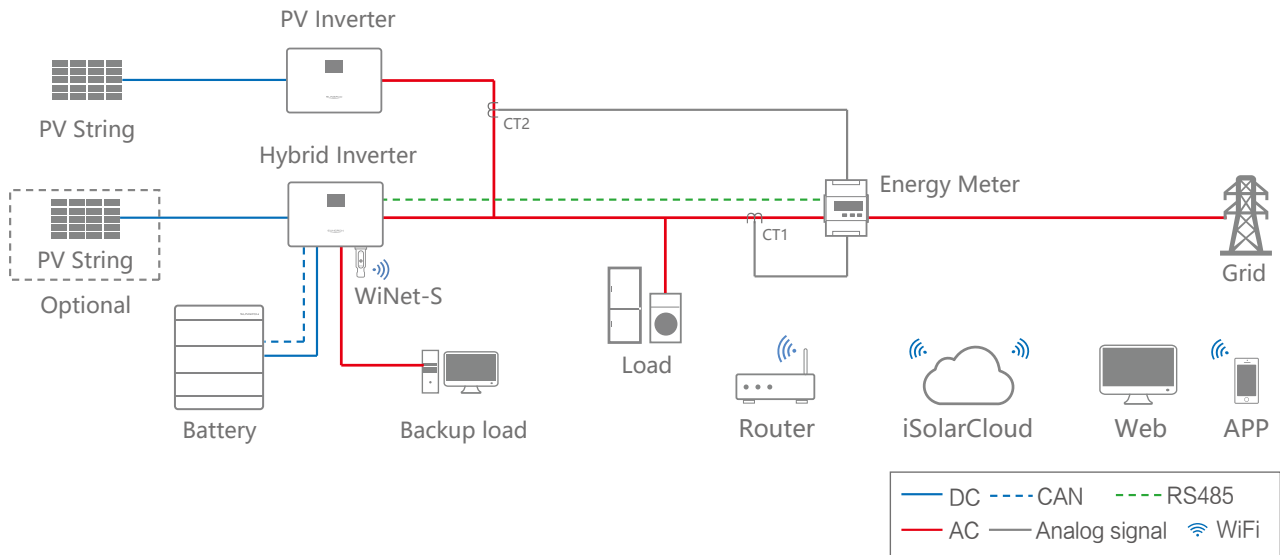 PV Inverter
PV String
CT2
Hybrid Inverter
Energy Meter
PV String
Optional
WiNet-S
CT1
Grid
Load
Battery
Backup load
Router
iSolarCloud
Web
APP
DC
CAN
RS485
AC
Analog signal
WiFi